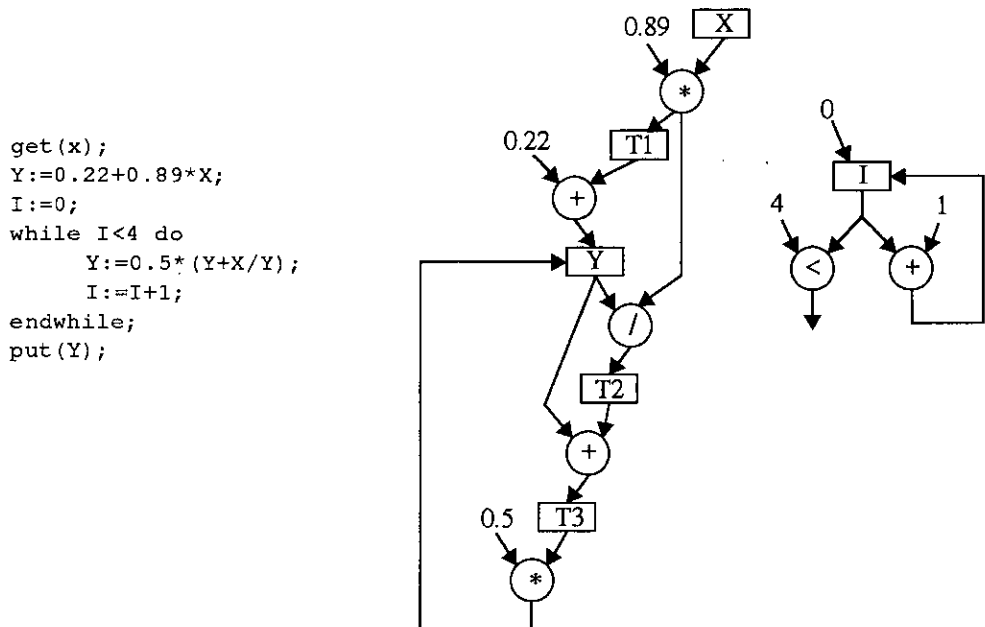 get(x);
Y:=0.22+0.89*X;
I:=0;
while I<4 do
Y:=0.5*(Y+X/Y);
I:=I+1;
endwhile;
put(Y);
0.89 X
*
0.22 T1
+
Y
/
T2
+
T3
0.5
*
0
I
4 1
< +